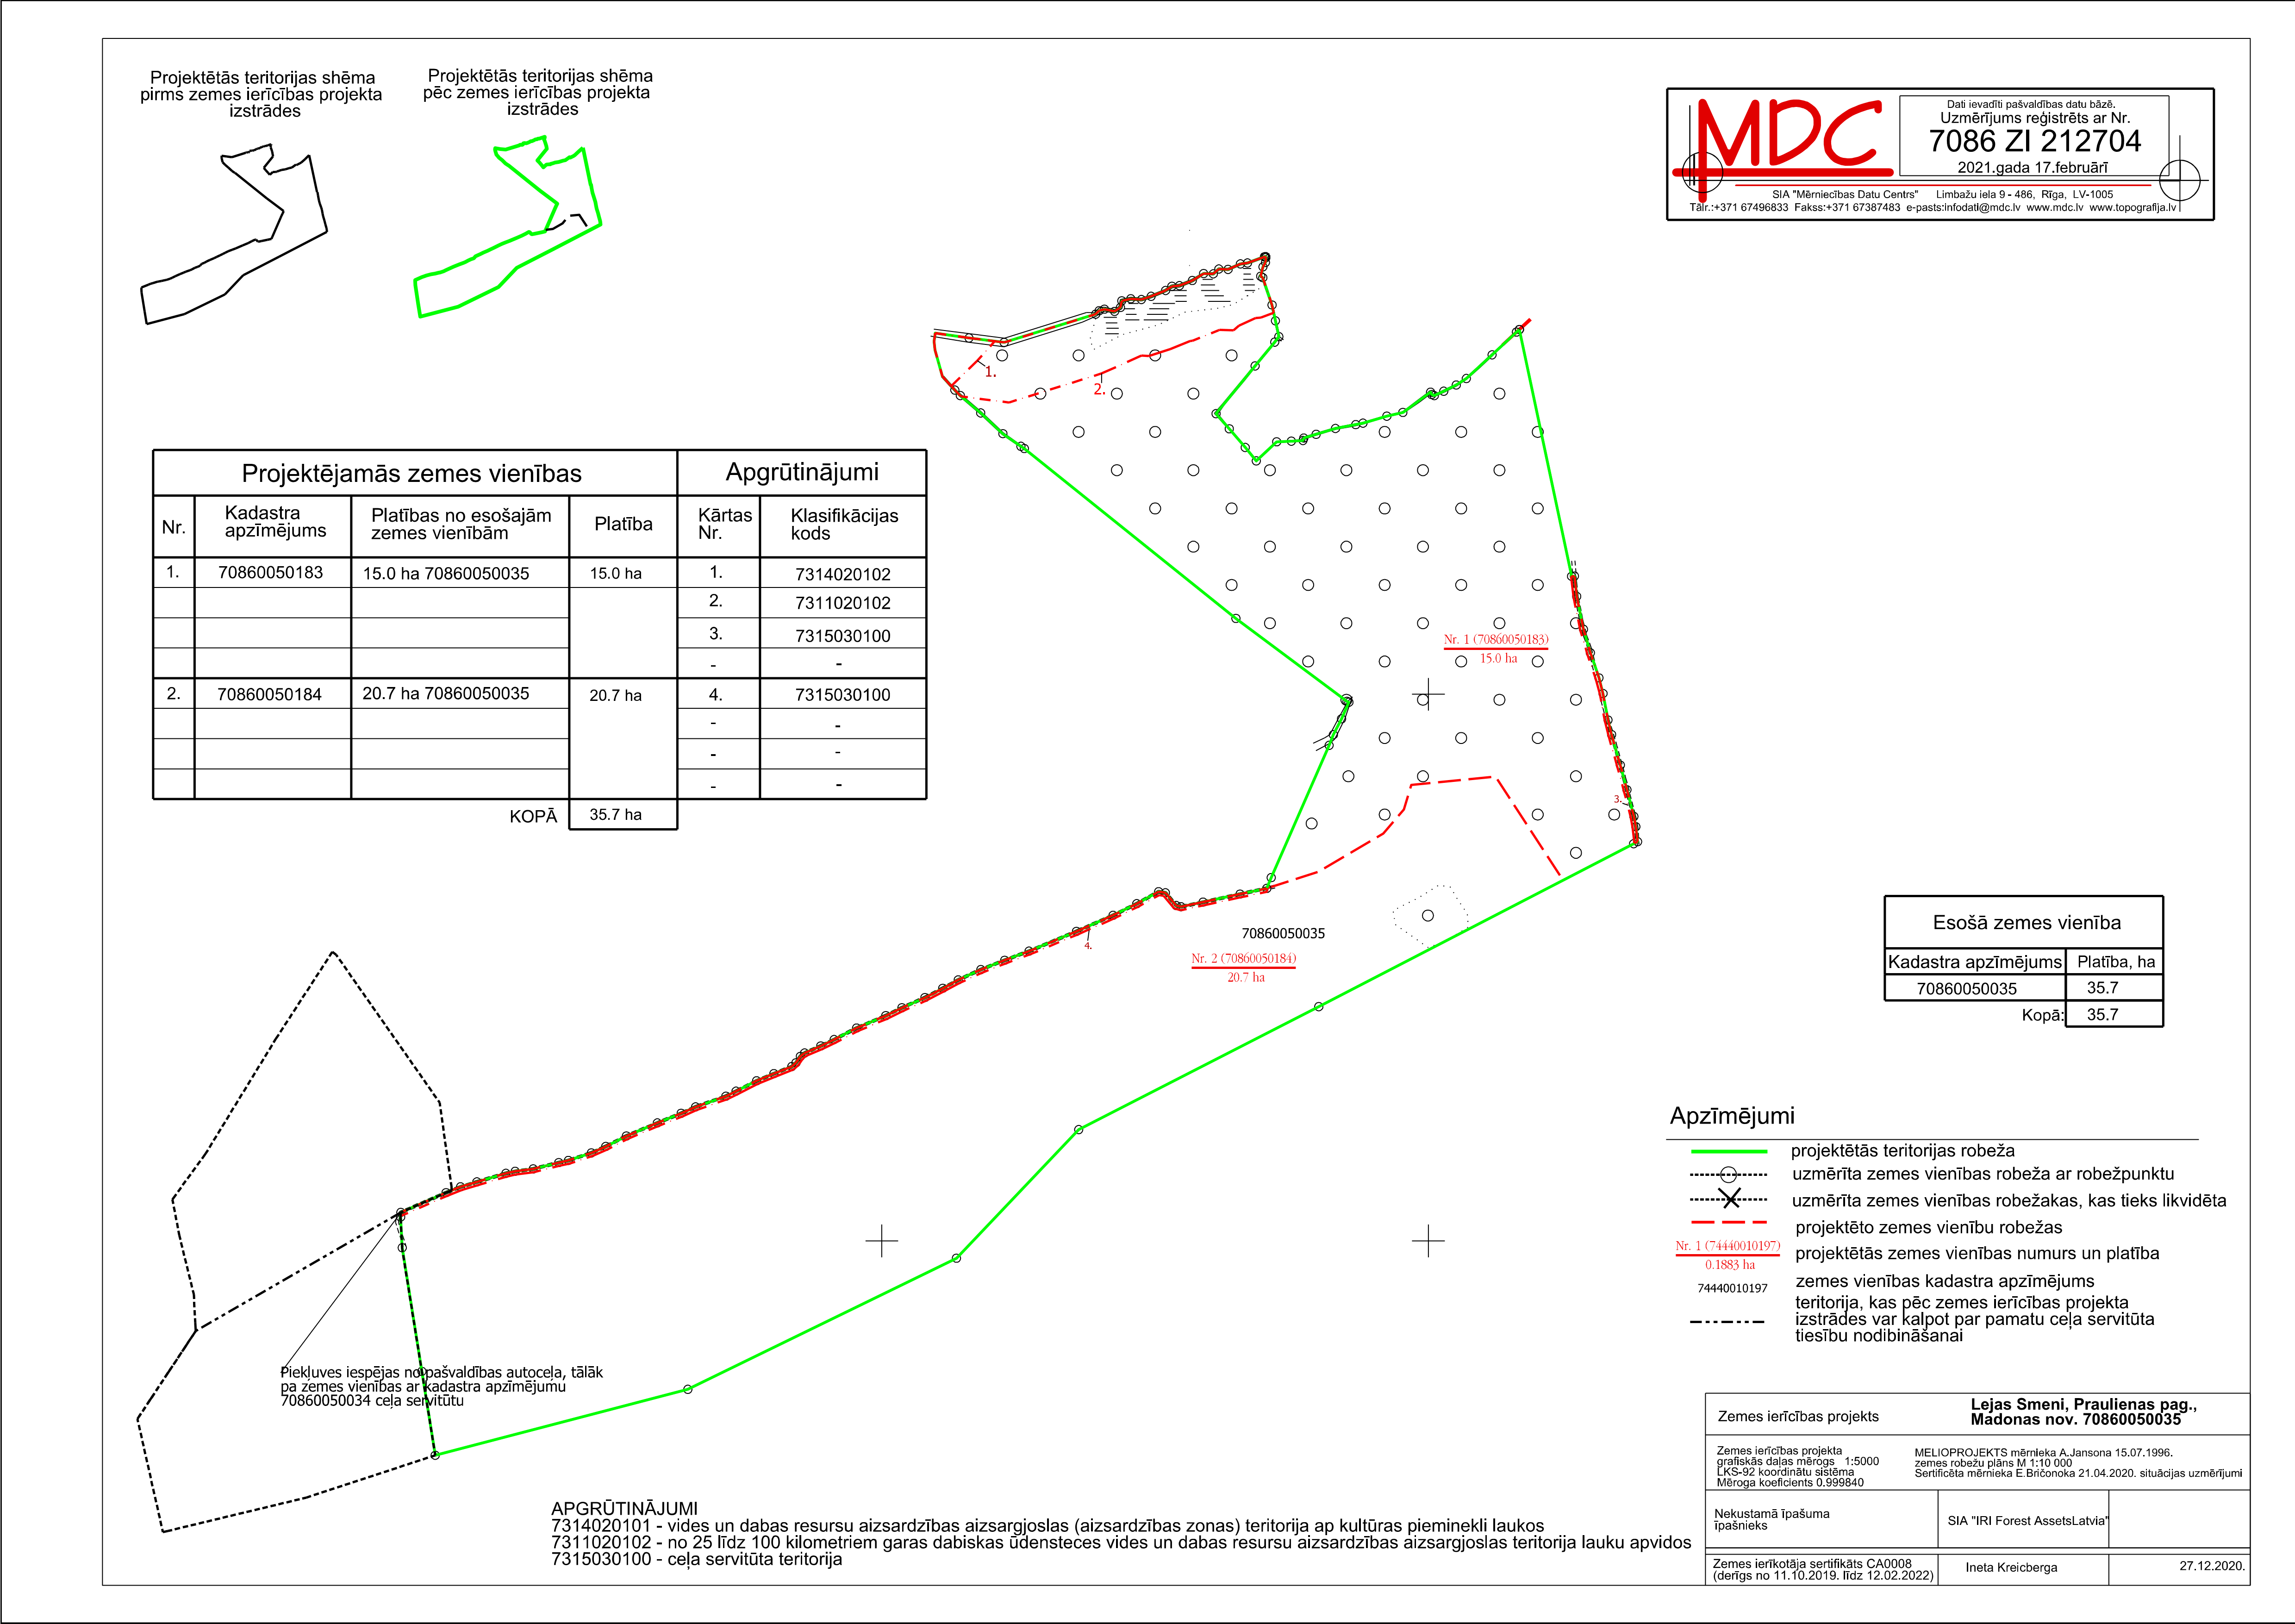 Projektētās teritorijas shēma
pirms zemes ierīcības projekta
izstrādes
Projektētās teritorijas shēma
pēc zemes ierīcības projekta
izstrādes
MDC
Dati ievadīti pašvaldības datu bāzē.
Uzmērījums reģistrēts ar Nr.
7086 ZI 212704
2021.gada 17.februārī
SIA "Mērniecības Datu Centrs" Limbažu iela 9 - 486, Rīga, LV-1005
Tālr.:+371 67496833 Fakss:+371 67387483 e-pasts:infodati@mdc.lv www.mdc.lv www.topografija.lv
1.
2.
Projektējamās zemes vienības Apgrūtinājumi
Nr. Kadastra apzīmējums Platības no esošajām zemes vienībām Platība Kārtas Nr. Klasifikācijas kods
1. 70860050183 15.0 ha 70860050035 15.0 ha 1. 7314020102
2. 7311020102
3. 7315030100
- -
2. 70860050184 20.7 ha 70860050035 20.7 ha 4. 7315030100
- -
- -
- -
KOPĀ 35.7 ha
Nr. 1 (70860050183)
15.0 ha
3.
4.
70860050035
Nr. 2 (70860050184)
20.7 ha
Esošā zemes vienība
Kadastra apzīmējums Platība, ha
70860050035 35.7
Kopā: 35.7
Apzīmējumi
projektētās teritorijas robeža
uzmērīta zemes vienības robeža ar robežpunktu
uzmērīta zemes vienības robežakas, kas tieks likvidēta
projektēto zemes vienību robežas
Nr. 1 (74440010197)
0.1883 ha
projektētās zemes vienības numurs un platība
74440010197 zemes vienības kadastra apzīmējums
teritorija, kas pēc zemes ierīcības projekta
izstrādes var kalpot par pamatu ceļa servitūta
tiesību nodibināšanai
Piekļuves iespējas no pašvaldības autoceļa, tālāk
pa zemes vienības ar kadastra apzīmējumu
70860050034 ceļa servitūtu
APGRŪTINĀJUMI
7314020101 - vides un dabas resursu aizsardzības aizsargjoslas (aizsardzības zonas) teritorija ap kultūras pieminekli laukos
7311020102 - no 25 līdz 100 kilometriem garas dabiskas ūdensteces vides un dabas resursu aizsardzības aizsargjoslas teritorija lauku apvidos
7315030100 - ceļa servitūta teritorija
Zemes ierīcības projekts
Lejas Smeni, Praulienas pag.,
Madonas nov. 70860050035
Zemes ierīcības projekta
grafiskās daļas mērogs 1:5000
LKS-92 koordinātu sistēma
Mēroga koeficients 0.999840
MELIOPROJEKTS mērnieka A.Jansona 15.07.1996.
zemes robežu plāns M 1:10 000
Sertificēta mērnieka E.Bričonoka 21.04.2020. situācijas uzmērījumi
Nekustamā īpašuma
īpašnieks
SIA "IRI Forest AssetsLatvia"
Zemes ierīkotāja sertifikāts CA0008
(derīgs no 11.10.2019. līdz 12.02.2022)
Ineta Kreicberga
27.12.2020.